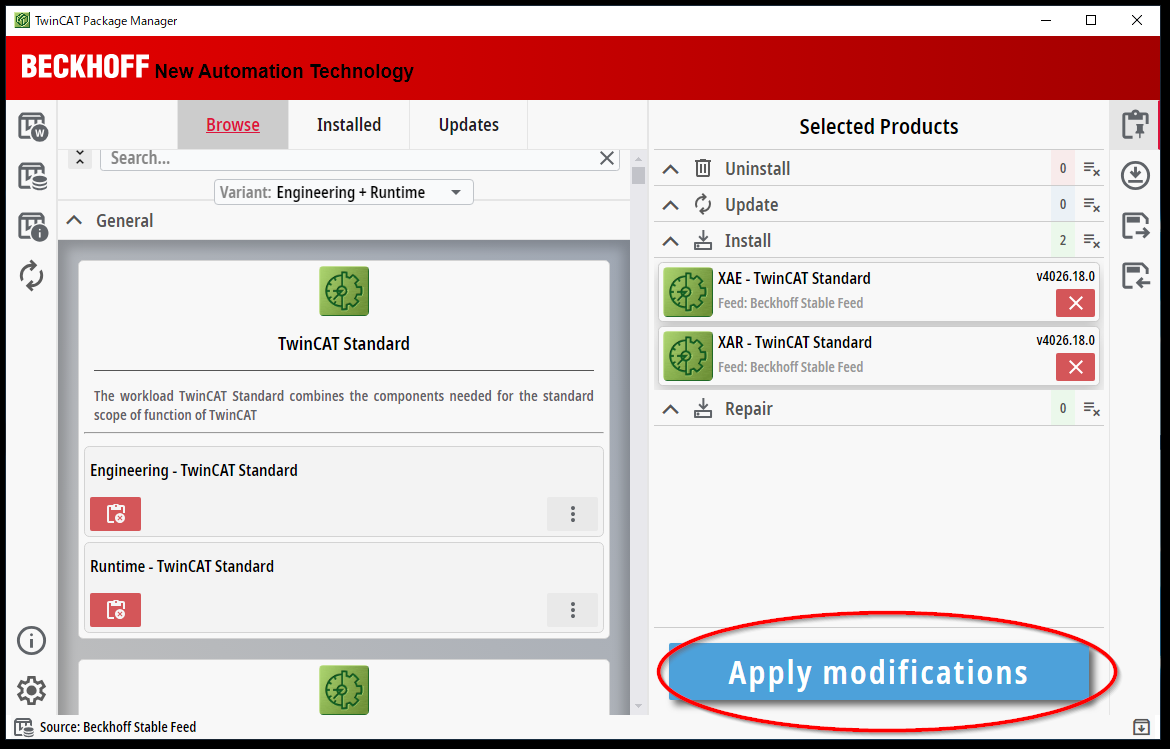 TwinCAT Package Manager
BECKHOFF New Automation Technology
Browse
Installed
Updates
Search...
Variant: Engineering + Runtime
General
TwinCAT Standard
The workload TwinCAT Standard combines the components needed for the standard
scope of function of TwinCAT
Engineering - TwinCAT Standard
Runtime - TwinCAT Standard
Selected Products
Uninstall 0
Update 0
Install 2
XAE - TwinCAT Standard v4026.18.0
Feed: Beckhoff Stable Feed
XAR - TwinCAT Standard v4026.18.0
Feed: Beckhoff Stable Feed
Repair 0
Apply modifications
Source: Beckhoff Stable Feed